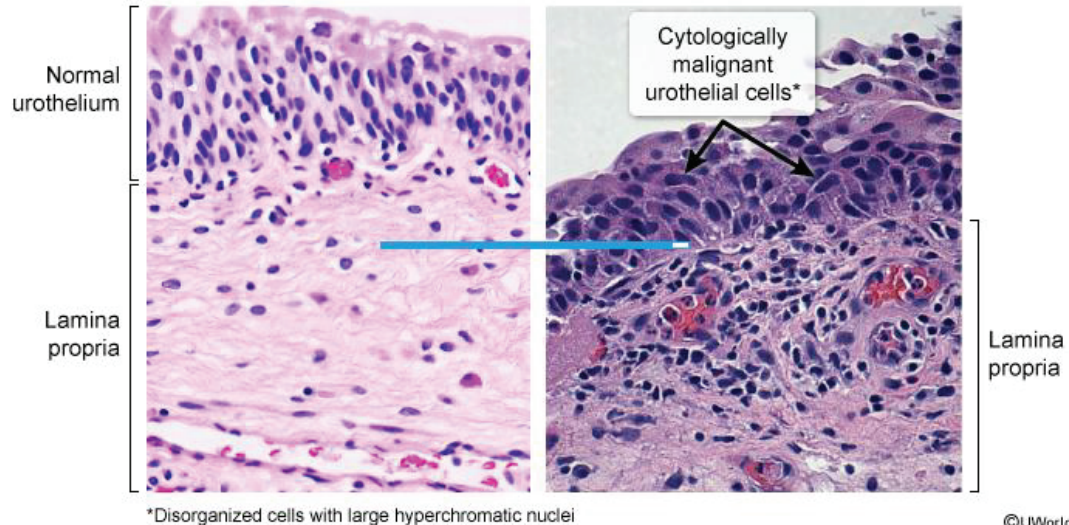 Normal
urothelium
Lamina
propria
Cytologically
malignant
urothelial cells*
Lamina
propria
*Disorganized cells with large hyperchromatic nuclei